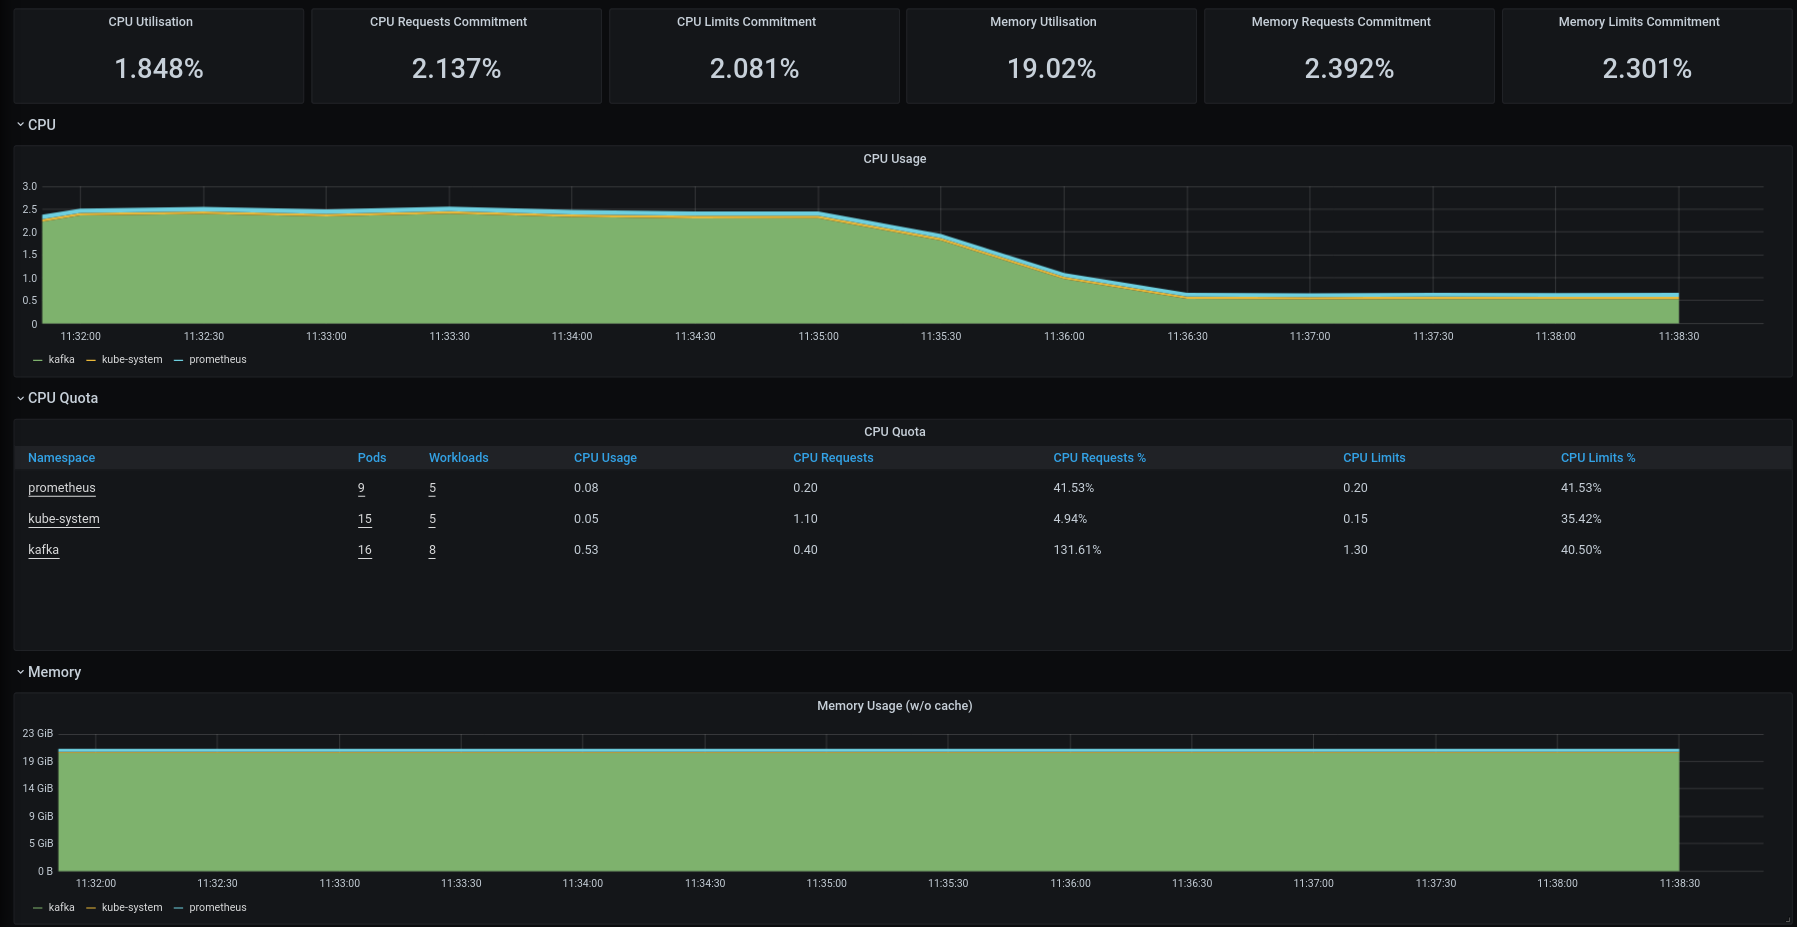 CPU Utilisation CPU Requests Commitment CPU Limits Commitment Memory Utilisation Memory Requests Commitment Memory Limits Commitment
1.848% 2.137% 2.081% 19.02% 2.392% 2.301%
CPU
CPU Usage
3.0
2.5
2.0
1.5
1.0
0.5
0
11:32:00 11:32:30 11:33:00 11:33:30 11:34:00 11:34:30 11:35:00 11:35:30 11:36:00 11:36:30 11:37:00 11:37:30 11:38:00 11:38:30
kafka kube-system prometheus
CPU Quota
CPU Quota
Namespace Pods Workloads CPU Usage CPU Requests CPU Requests % CPU Limits CPU Limits %
prometheus 9 5 0.08 0.20 41.53% 0.20 41.53%
kube-system 15 5 0.05 1.10 4.94% 0.15 35.42%
kafka 16 8 0.53 0.40 131.61% 1.30 40.50%
Memory
Memory Usage (w/o cache)
23 GiB
19 GiB
14 GiB
9 GiB
5 GiB
0 B
11:32:00 11:32:30 11:33:00 11:33:30 11:34:00 11:34:30 11:35:00 11:35:30 11:36:00 11:36:30 11:37:00 11:37:30 11:38:00 11:38:30
kafka kube-system prometheus